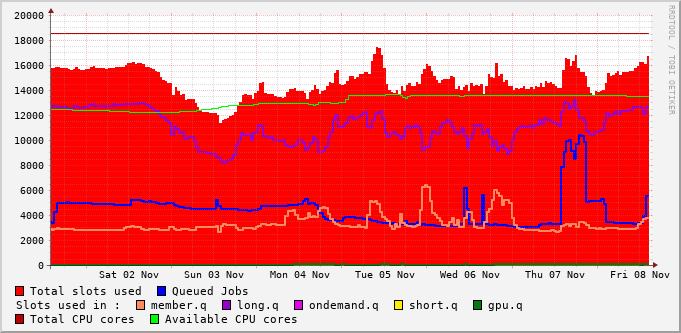 20000
18000
16000
14000
12000
10000
8000
6000
4000
2000
0
Sat 02 Nov Sun 03 Nov Mon 04 Nov Tue 05 Nov Wed 06 Nov Thu 07 Nov Fri 08 Nov
Total slots used Queued Jobs
Slots used in : member.q long.q ondemand.q short.q gpu.q
Total CPU cores Available CPU cores
RRDTOOL / TOBI OETIKER